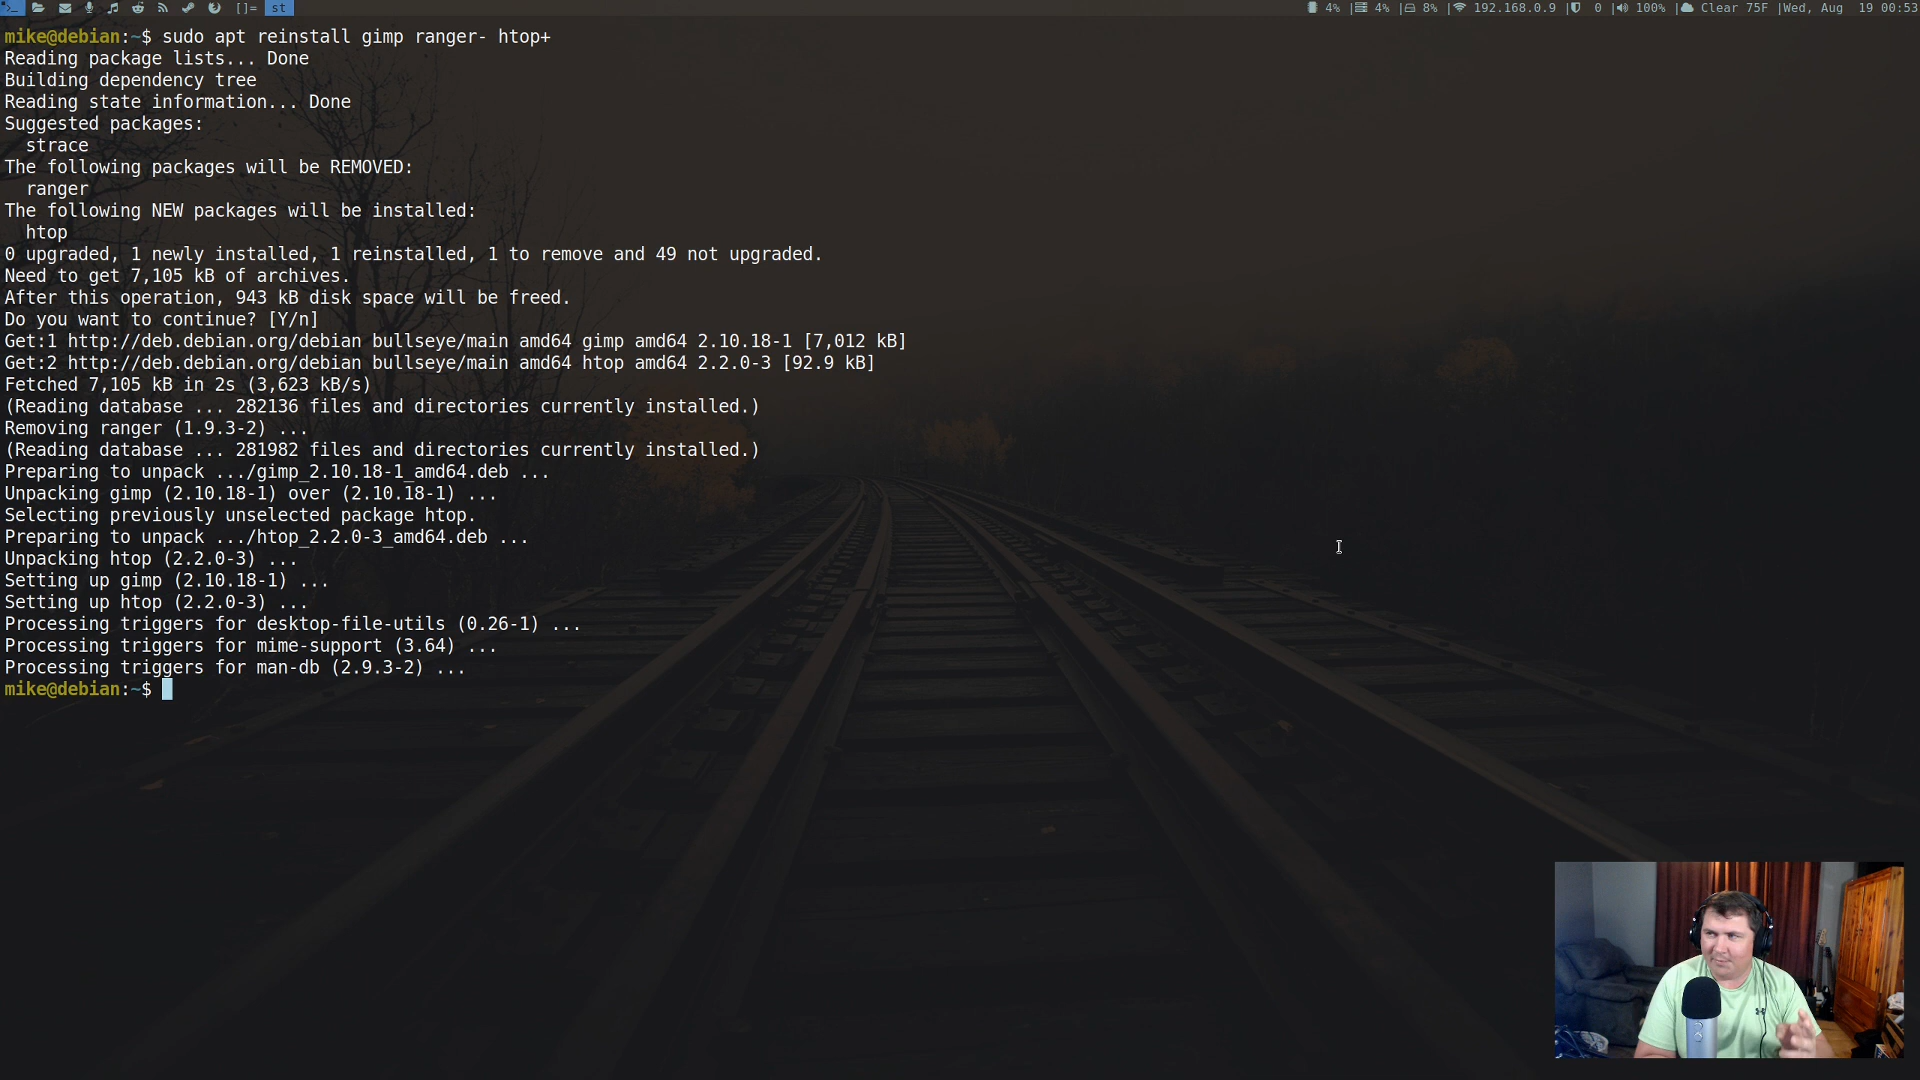 []= st 4% | 4% | 8% | 192.168.0.9 | 0 | 100% | Clear 75F |Wed, Aug 19 00:53
mike@debian:~$ sudo apt reinstall gimp ranger- htop+
Reading package lists... Done
Building dependency tree
Reading state information... Done
Suggested packages:
  strace
The following packages will be REMOVED:
  ranger
The following NEW packages will be installed:
  htop
0 upgraded, 1 newly installed, 1 reinstalled, 1 to remove and 49 not upgraded.
Need to get 7,105 kB of archives.
After this operation, 943 kB disk space will be freed.
Do you want to continue? [Y/n]
Get:1 http://deb.debian.org/debian bullseye/main amd64 gimp amd64 2.10.18-1 [7,012 kB]
Get:2 http://deb.debian.org/debian bullseye/main amd64 htop amd64 2.2.0-3 [92.9 kB]
Fetched 7,105 kB in 2s (3,623 kB/s)
(Reading database ... 282136 files and directories currently installed.)
Removing ranger (1.9.3-2) ...
(Reading database ... 281982 files and directories currently installed.)
Preparing to unpack .../gimp_2.10.18-1_amd64.deb ...
Unpacking gimp (2.10.18-1) over (2.10.18-1) ...
Selecting previously unselected package htop.
Preparing to unpack .../htop_2.2.0-3_amd64.deb ...
Unpacking htop (2.2.0-3) ...
Setting up gimp (2.10.18-1) ...
Setting up htop (2.2.0-3) ...
Processing triggers for desktop-file-utils (0.26-1) ...
Processing triggers for mime-support (3.64) ...
Processing triggers for man-db (2.9.3-2) ...
mike@debian:~$